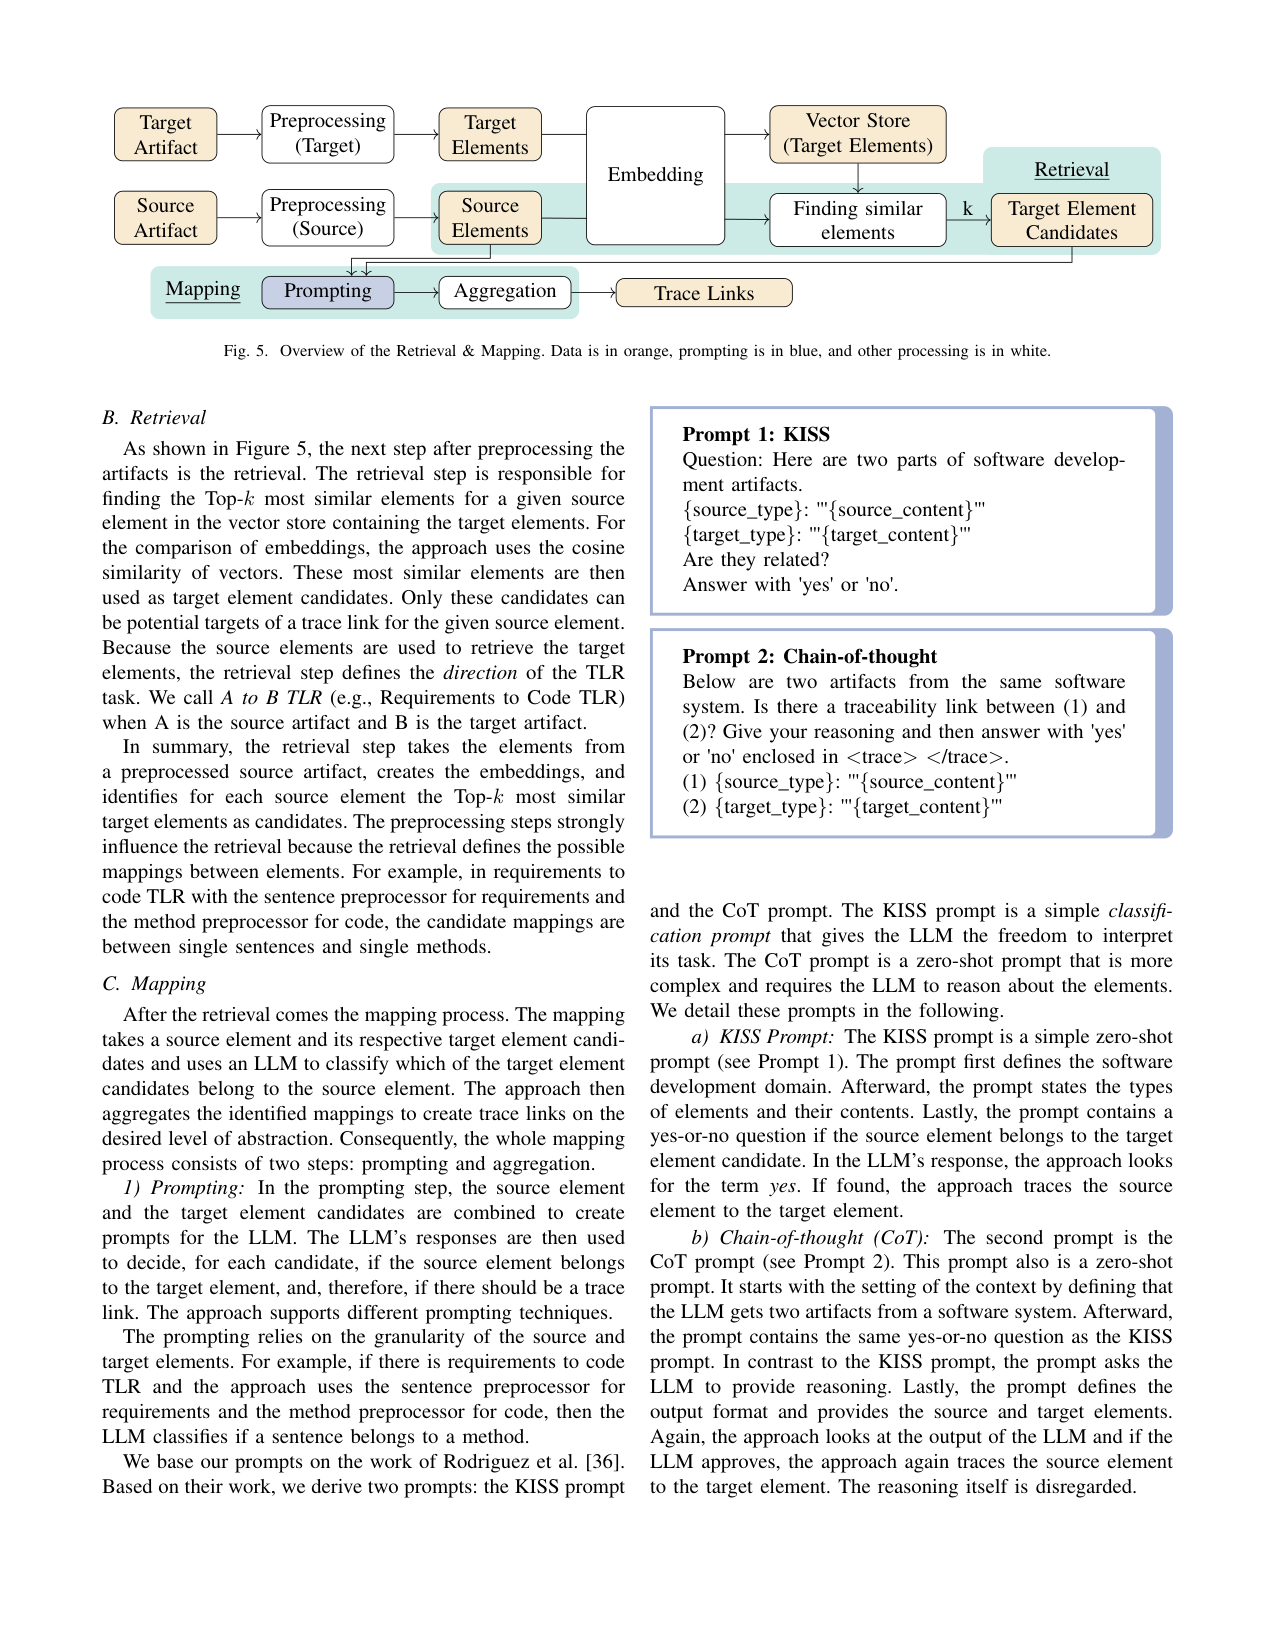 Target
Artifact
Preprocessing
(Target)
Target
Elements
Embedding
Vector Store
(Target Elements)
Retrieval
Source
Artifact
Preprocessing
(Source)
Source
Elements
Finding similar
elements
k
Target Element
Candidates
Mapping
Prompting
Aggregation
Trace Links
Fig. 5. Overview of the Retrieval & Mapping. Data is in orange, prompting is in blue, and other processing is in white.
B. Retrieval
As shown in Figure 5, the next step after preprocessing the
artifacts is the retrieval. The retrieval step is responsible for
finding the Top-k most similar elements for a given source
element in the vector store containing the target elements. For
the comparison of embeddings, the approach uses the cosine
similarity of vectors. These most similar elements are then
used as target element candidates. Only these candidates can
be potential targets of a trace link for the given source element.
Because the source elements are used to retrieve the target
elements, the retrieval step defines the direction of the TLR
task. We call A to B TLR (e.g., Requirements to Code TLR)
when A is the source artifact and B is the target artifact.
In summary, the retrieval step takes the elements from
a preprocessed source artifact, creates the embeddings, and
identifies for each source element the Top-k most similar
target elements as candidates. The preprocessing steps strongly
influence the retrieval because the retrieval defines the possible
mappings between elements. For example, in requirements to
code TLR with the sentence preprocessor for requirements and
the method preprocessor for code, the candidate mappings are
between single sentences and single methods.
C. Mapping
After the retrieval comes the mapping process. The mapping
takes a source element and its respective target element candi-
dates and uses an LLM to classify which of the target element
candidates belong to the source element. The approach then
aggregates the identified mappings to create trace links on the
desired level of abstraction. Consequently, the whole mapping
process consists of two steps: prompting and aggregation.
1) Prompting: In the prompting step, the source element
and the target element candidates are combined to create
prompts for the LLM. The LLM's responses are then used
to decide, for each candidate, if the source element belongs
to the target element, and, therefore, if there should be a trace
link. The approach supports different prompting techniques.
The prompting relies on the granularity of the source and
target elements. For example, if there is requirements to code
TLR and the approach uses the sentence preprocessor for
requirements and the method preprocessor for code, then the
LLM classifies if a sentence belongs to a method.
We base our prompts on the work of Rodriguez et al. [36].
Based on their work, we derive two prompts: the KISS prompt
Prompt 1: KISS
Question: Here are two parts of software develop-
ment artifacts.
{source_type}: '''{source_content}'''
{target_type}: '''{target_content}'''
Are they related?
Answer with 'yes' or 'no'.
Prompt 2: Chain-of-thought
Below are two artifacts from the same software
system. Is there a traceability link between (1) and
(2)? Give your reasoning and then answer with 'yes'
or 'no' enclosed in <trace> </trace>.
(1) {source_type}: '''{source_content}'''
(2) {target_type}: '''{target_content}'''
and the CoT prompt. The KISS prompt is a simple classifi-
cation prompt that gives the LLM the freedom to interpret
its task. The CoT prompt is a zero-shot prompt that is more
complex and requires the LLM to reason about the elements.
We detail these prompts in the following.
a) KISS Prompt: The KISS prompt is a simple zero-shot
prompt (see Prompt 1). The prompt first defines the software
development domain. Afterward, the prompt states the types
of elements and their contents. Lastly, the prompt contains a
yes-or-no question if the source element belongs to the target
element candidate. In the LLM's response, the approach looks
for the term yes. If found, the approach traces the source
element to the target element.
b) Chain-of-thought (CoT): The second prompt is the
CoT prompt (see Prompt 2). This prompt also is a zero-shot
prompt. It starts with the setting of the context by defining that
the LLM gets two artifacts from a software system. Afterward,
the prompt contains the same yes-or-no question as the KISS
prompt. In contrast to the KISS prompt, the prompt asks the
LLM to provide reasoning. Lastly, the prompt defines the
output format and provides the source and target elements.
Again, the approach looks at the output of the LLM and if the
LLM approves, the approach again traces the source element
to the target element. The reasoning itself is disregarded.